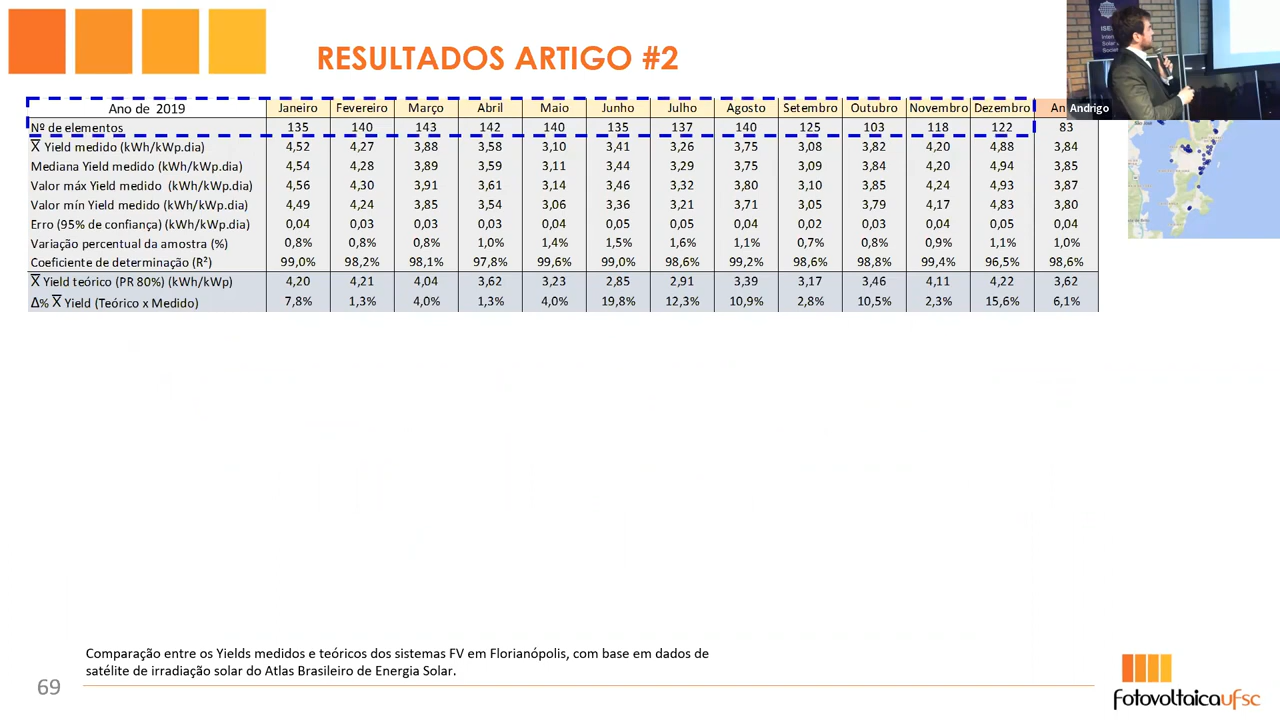 RESULTADOS ARTIGO #2
Andrigo
Ano de 2019 Janeiro Fevereiro Março Abril Maio Junho Julho Agosto Setembro Outubro Novembro Dezembro An
Nº de elementos 135 140 143 142 140 135 137 140 125 103 118 122 83
X̅ Yield medido (kWh/kWp.dia) 4,52 4,27 3,88 3,58 3,10 3,41 3,26 3,75 3,08 3,82 4,20 4,88 3,84
Mediana Yield medido (kWh/kWp.dia) 4,54 4,28 3,89 3,59 3,11 3,44 3,29 3,75 3,09 3,84 4,20 4,94 3,85
Valor máx Yield medido (kWh/kWp.dia) 4,56 4,30 3,91 3,61 3,14 3,46 3,32 3,80 3,10 3,85 4,24 4,93 3,87
Valor mín Yield medido (kWh/kWp.dia) 4,49 4,24 3,85 3,54 3,06 3,36 3,21 3,71 3,05 3,79 4,17 4,83 3,80
Erro (95% de confiança) (kWh/kWp.dia) 0,04 0,03 0,03 0,03 0,04 0,05 0,05 0,04 0,02 0,03 0,04 0,05 0,04
Variação percentual da amostra (%) 0,8% 0,8% 0,8% 1,0% 1,4% 1,5% 1,6% 1,1% 0,7% 0,8% 0,9% 1,1% 1,0%
Coeficiente de determinação (R²) 99,0% 98,2% 98,1% 97,8% 99,6% 99,0% 98,6% 99,2% 98,6% 98,8% 99,4% 96,5% 98,6%
X̅ Yield teórico (PR 80%) (kWh/kWp) 4,20 4,21 4,04 3,62 3,23 2,85 2,91 3,39 3,17 3,46 4,11 4,22 3,62
Δ% X̅ Yield (Teórico x Medido) 7,8% 1,3% 4,0% 1,3% 4,0% 19,8% 12,3% 10,9% 2,8% 10,5% 2,3% 15,6% 6,1%
Comparação entre os Yields medidos e teóricos dos sistemas FV em Florianópolis, com base em dados de
satélite de irradiação solar do Atlas Brasileiro de Energia Solar.
69
fotovoltaicaufsc